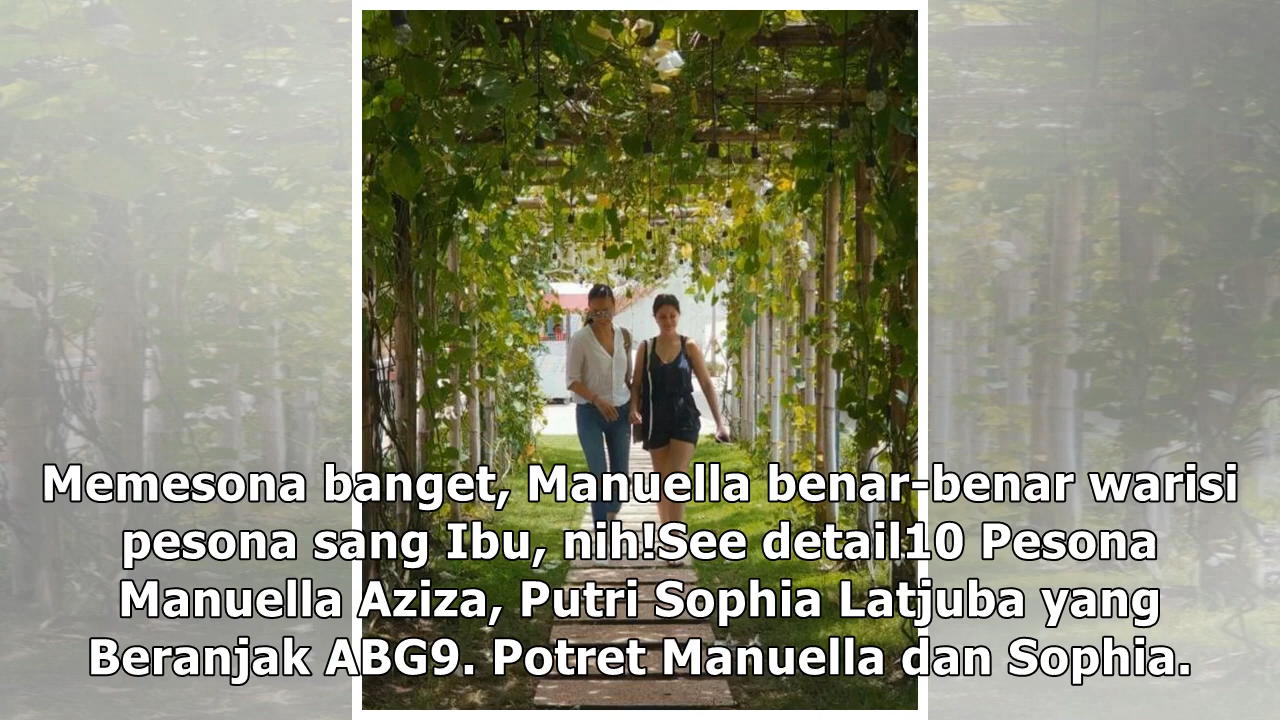 Memesona banget, Manuella benar-benar warisi
pesona sang Ibu, nih!See detail10 Pesona
Manuella Aziza, Putri Sophia Latjuba yang
Beranjak ABG9. Potret Manuella dan Sophia.